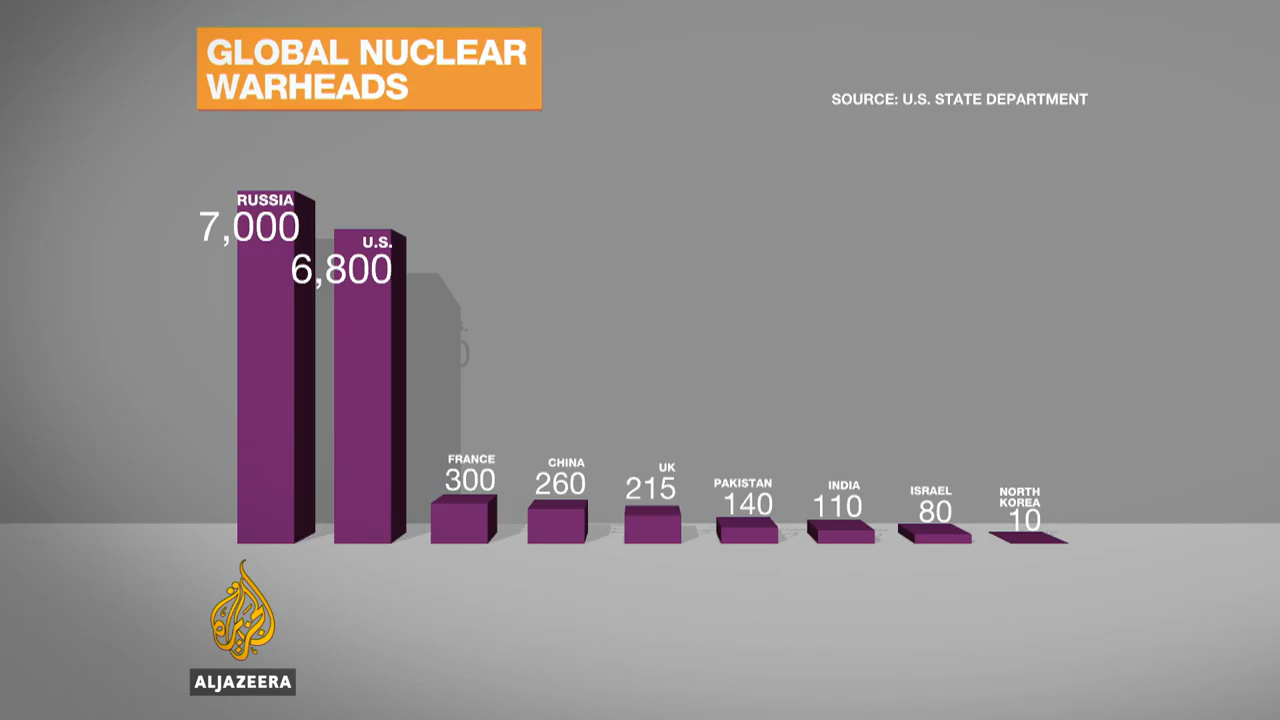 GLOBAL NUCLEAR
WARHEADS
SOURCE: U.S. STATE DEPARTMENT
RUSSIA
7,000
U.S.
6,800
FRANCE
300
CHINA
260
UK
215
PAKISTAN
140
INDIA
110
ISRAEL
80
NORTH
KOREA
10
الجزيرة
ALJAZEERA